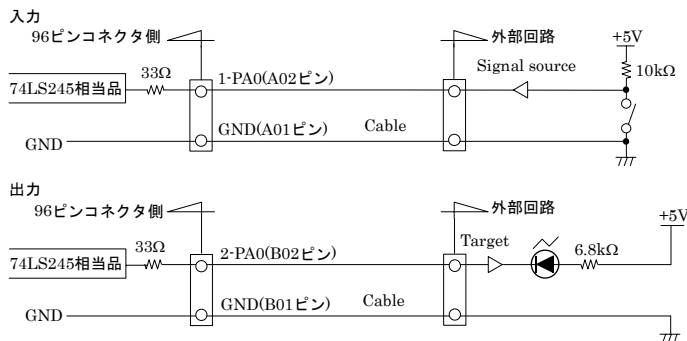 入力
96ピンコネクタ側
外部回路
+5V
33Ω
1-PA0(A02ピン)
Signal source
10kΩ
74LS245相当品
GND(A01ピン)
Cable
GND
出力
96ピンコネクタ側
外部回路
+5V
33Ω
2-PA0(B02ピン)
Target
6.8kΩ
74LS245相当品
GND(B01ピン)
Cable
GND